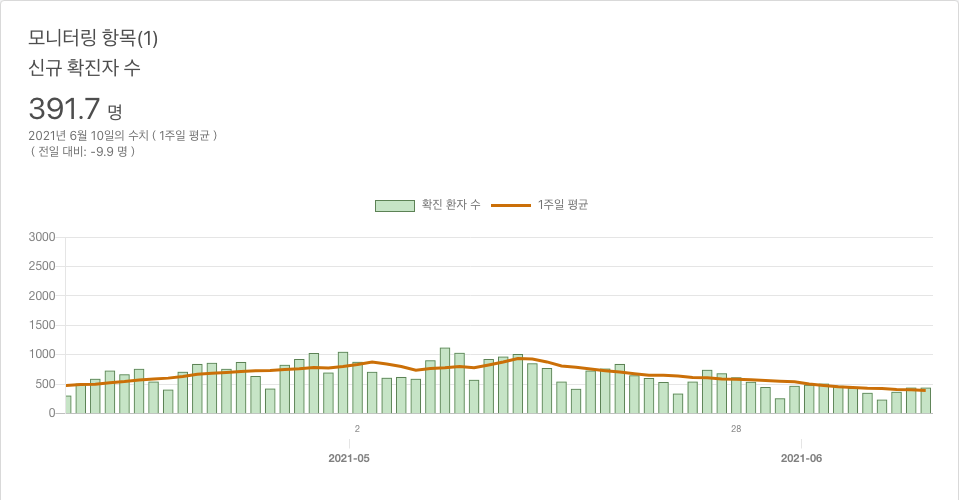 모니터링 항목(1)
신규 확진자 수
391.7 명
2021년 6월 10일의 수치 ( 1주일 평균 )
( 전일 대비: -9.9 명 )
확진 환자 수 1주일 평균
3000
2500
2000
1500
1000
500
0
2 28
2021-05 2021-06